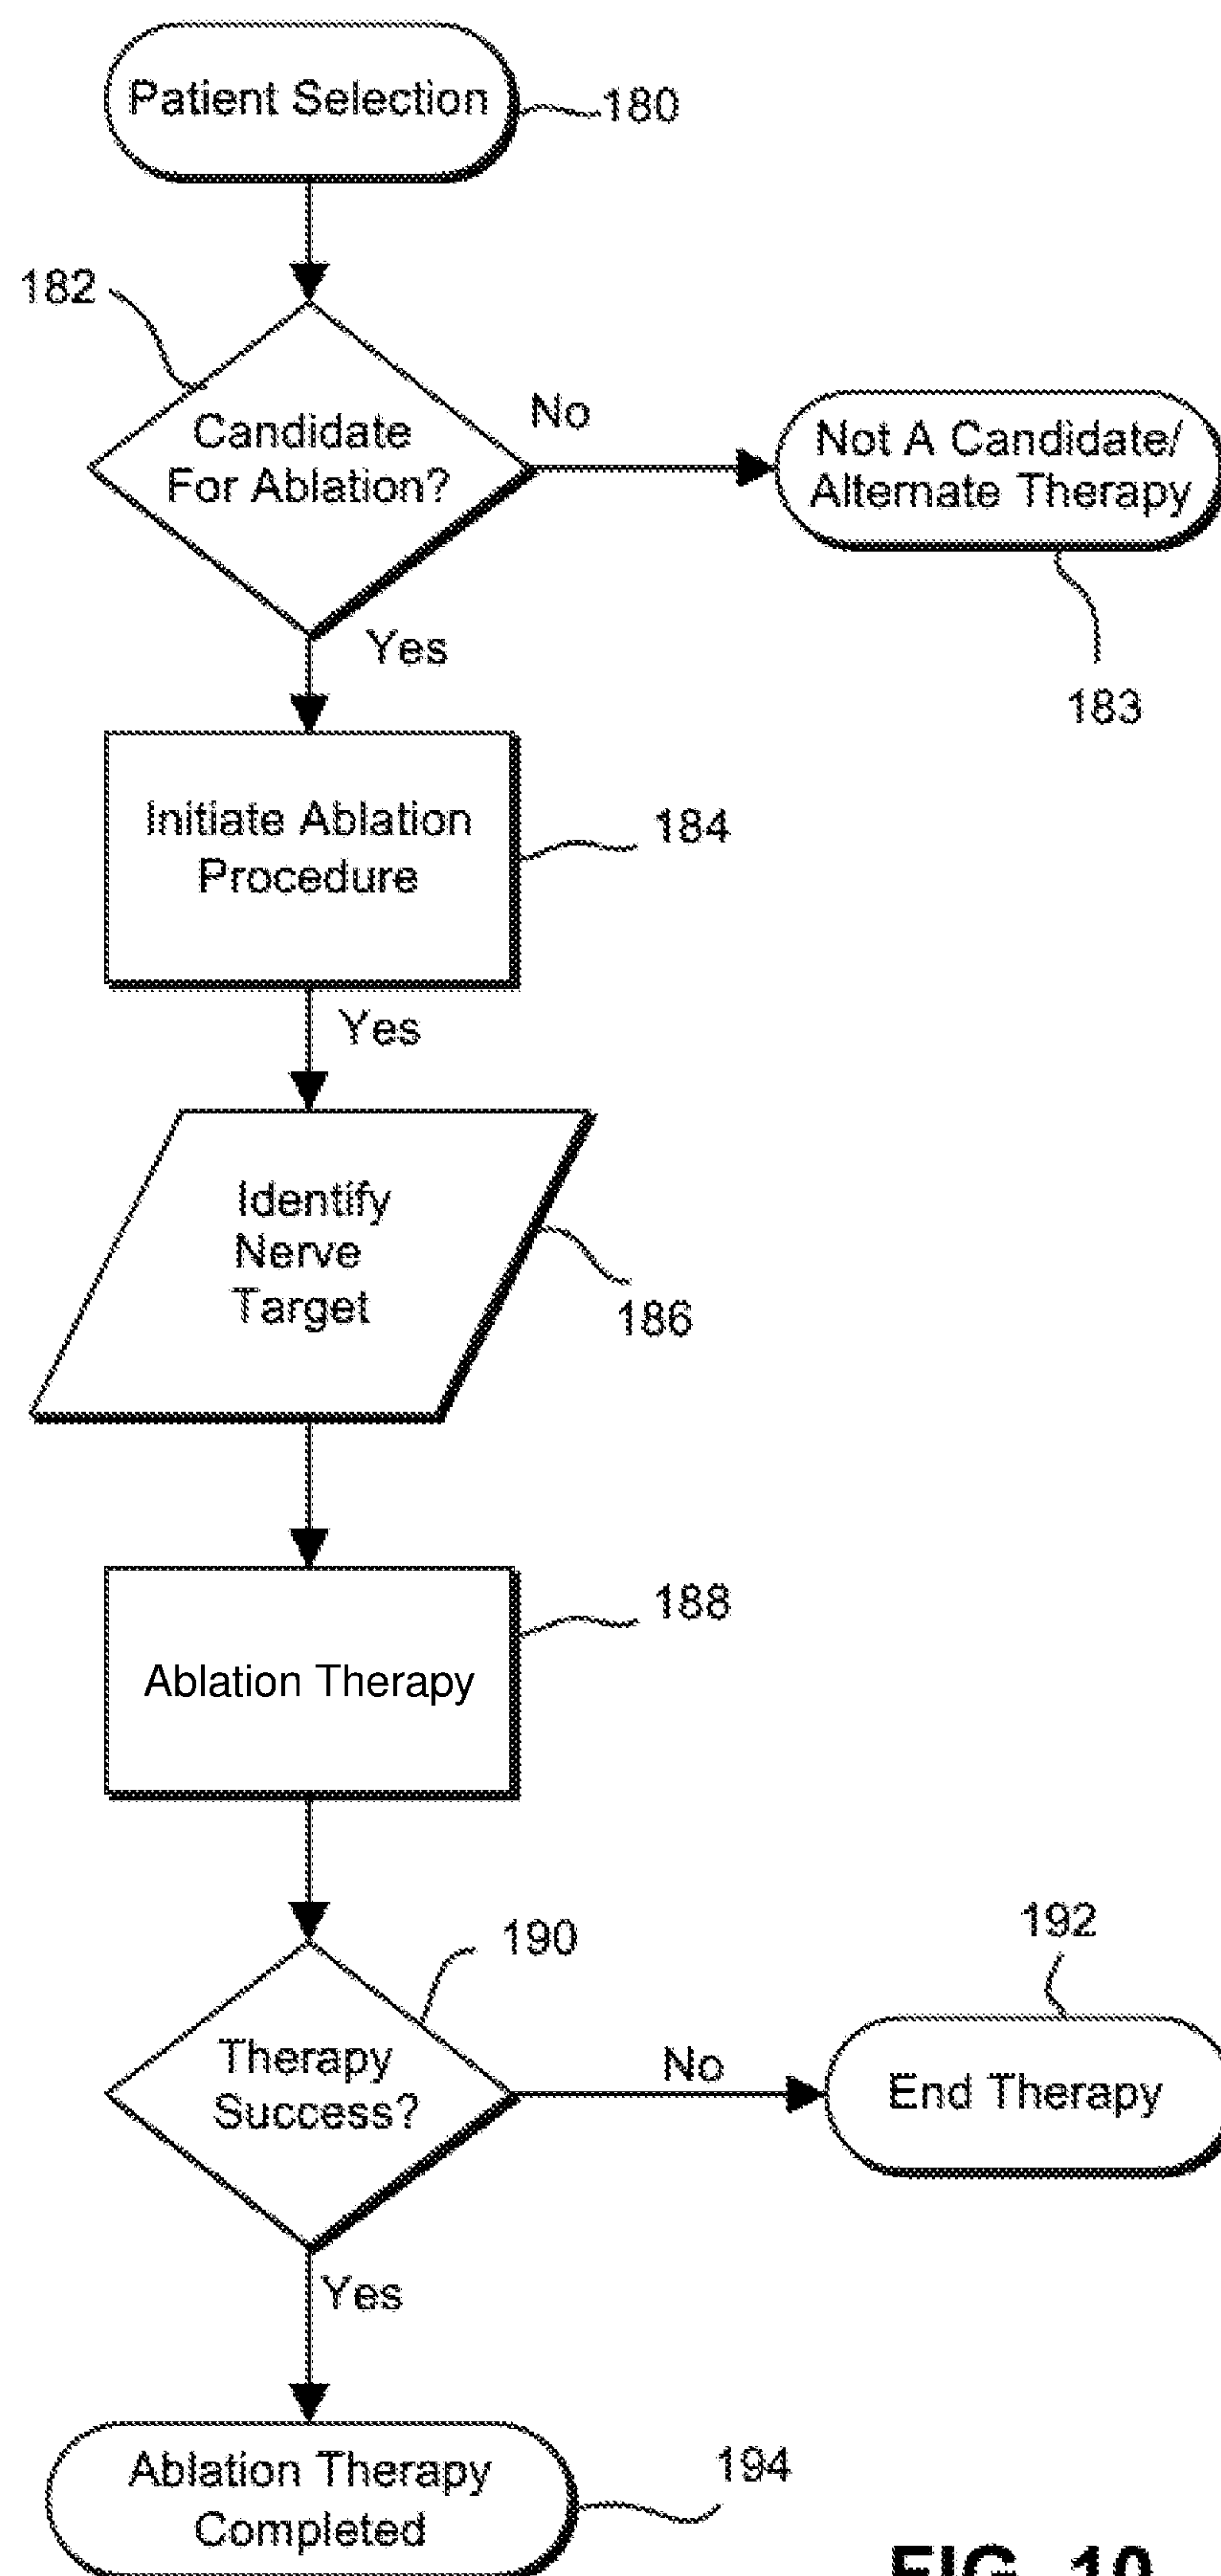 Patient Selection
180
182
Candidate
For Ablation?
No
Not A Candidate/
Alternate Therapy
183
Yes
Initiate Ablation
Procedure
184
Yes
Identify
Nerve
Target
186
Ablation Therapy
188
190
Therapy
Success?
No
192
End Therapy
Yes
Ablation Therapy
Completed
194
FIG. 10